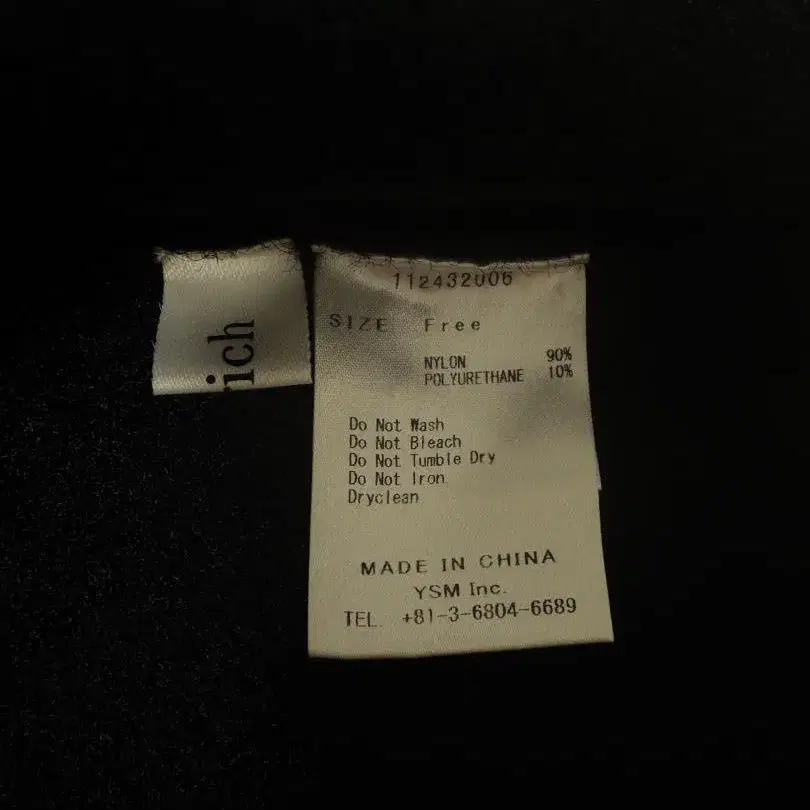 ich
112432006
SIZE Free
NYLON 90%
POLYURETHANE 10%
Do Not Wash
Do Not Bleach
Do Not Tumble Dry
Do Not Iron
Dryclean
MADE IN CHINA
YSM Inc.
TEL. +81-3-6804-6689